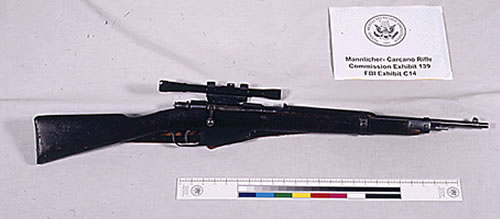 Mannlicher- Carcano Rifle
Commission Exhibit 139
FBI Exhibit C14